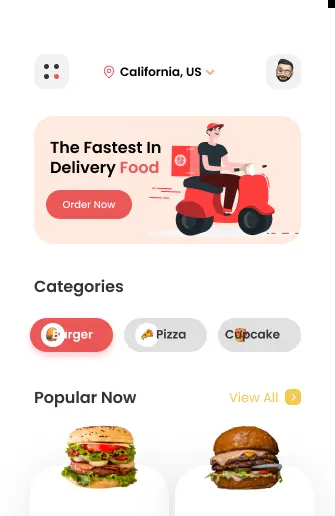 California, US
The Fastest In
Delivery Food
Order Now
Categories
Burger
Pizza
Cupcake
Popular Now
View All